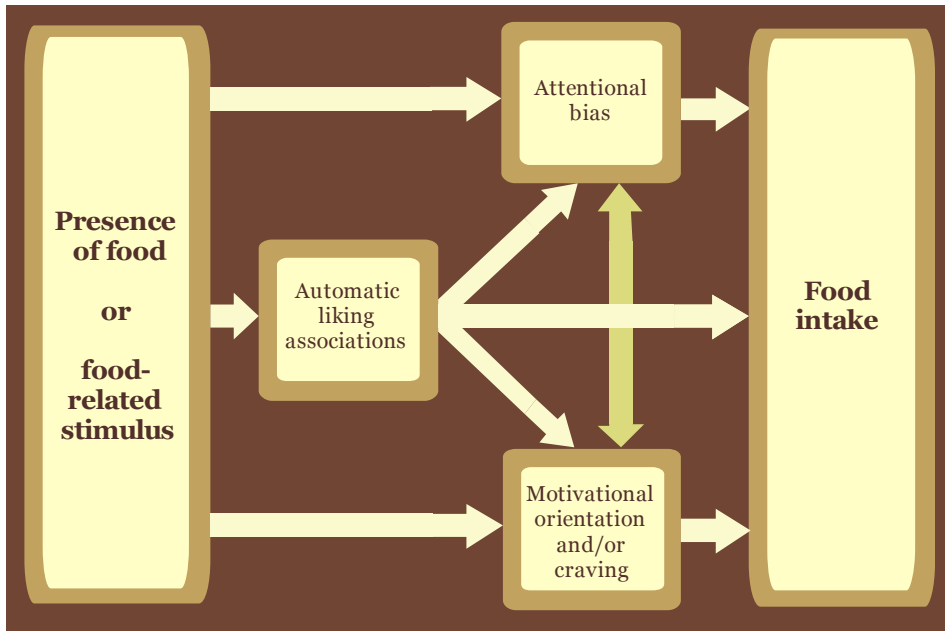 Presence
of food
or
food-
related
stimulus
Automatic
liking
associations
Attentional
bias
Motivational
orientation
and/or
craving
Food
intake